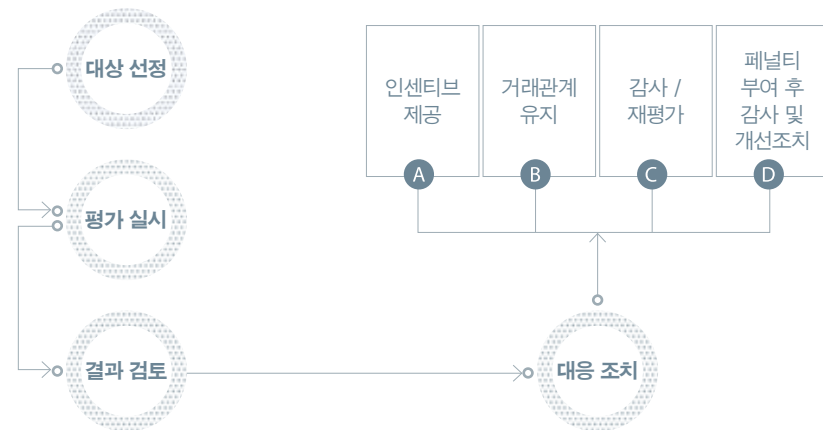 대상 선정
평가 실시
결과 검토
대응 조치
인센티브
제공
A
거래관계
유지
B
감사 /
재평가
C
페널티
부여 후
감사 및
개선조치
D